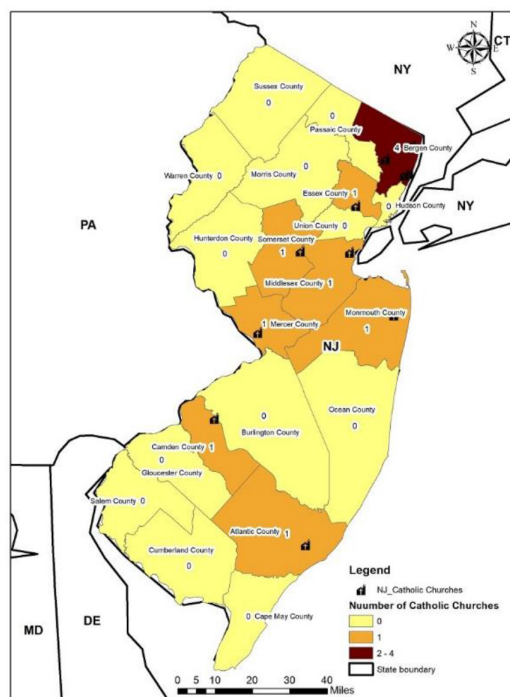 NY
CT
N
W E
S
Sussex County
0
0
Passaic County
4 Bergen County
Warren County 0
0
Morris County
Essex County 1
0
Hudson County
NY
PA
Union County 0
Hunterdon County
0
Somerset County
1
Middlesex County 1
1 Mercer County
Monmouth County
1
NJ
Ocean County
0
0
Burlington County
Camden County 1
0
Gloucester County
Salem County 0
Atlantic County 1
Cumberland County
0
0 Cape May County
MD
DE
Legend
NJ_Catholic Churches
Nuumber of Catholic Churches
0
1
2 - 4
State boundary
0 5 10 20 30 40
Miles